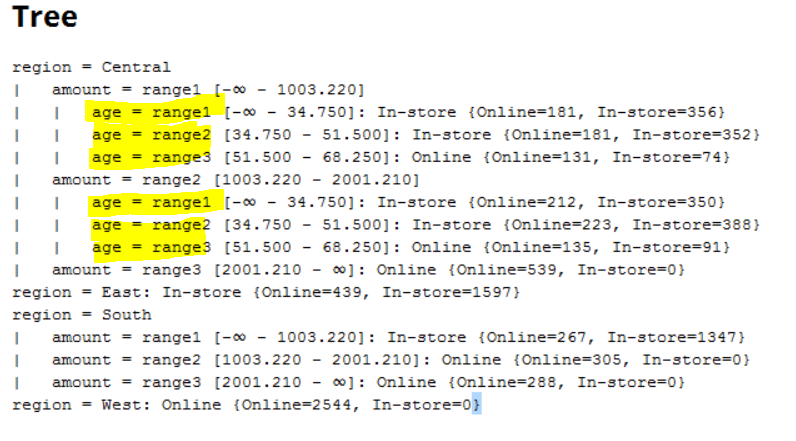 Tree
region = Central
|   amount = range1 [-∞ - 1003.220]
|   |   age = range1 [-∞ - 34.750]: In-store {Online=181, In-store=356}
|   |   age = range2 [34.750 - 51.500]: In-store {Online=181, In-store=352}
|   |   age = range3 [51.500 - 68.250]: Online {Online=131, In-store=74}
|   amount = range2 [1003.220 - 2001.210]
|   |   age = range1 [-∞ - 34.750]: In-store {Online=212, In-store=350}
|   |   age = range2 [34.750 - 51.500]: In-store {Online=223, In-store=388}
|   |   age = range3 [51.500 - 68.250]: Online {Online=135, In-store=91}
|   amount = range3 [2001.210 - ∞]: Online {Online=539, In-store=0}
region = East: In-store {Online=439, In-store=1597}
region = South
|   amount = range1 [-∞ - 1003.220]: In-store {Online=267, In-store=1347}
|   amount = range2 [1003.220 - 2001.210]: Online {Online=305, In-store=0}
|   amount = range3 [2001.210 - ∞]: Online {Online=288, In-store=0}
region = West: Online {Online=2544, In-store=0}